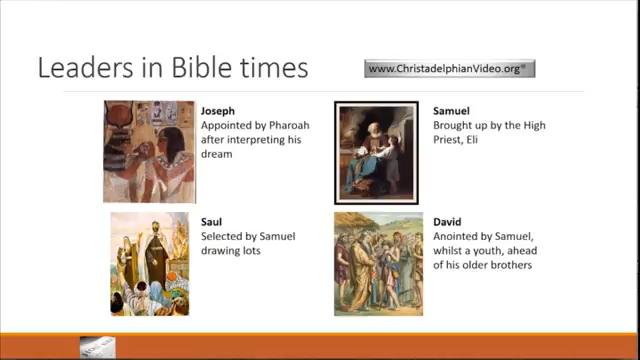 Leaders in Bible times
www.ChristadelphianVideo.org
Joseph
Appointed by Pharoah
after interpreting his
dream
Samuel
Brought up by the High
Priest, Eli
Saul
Selected by Samuel
drawing lots
David
Anointed by Samuel,
whilst a youth, ahead
of his older brothers